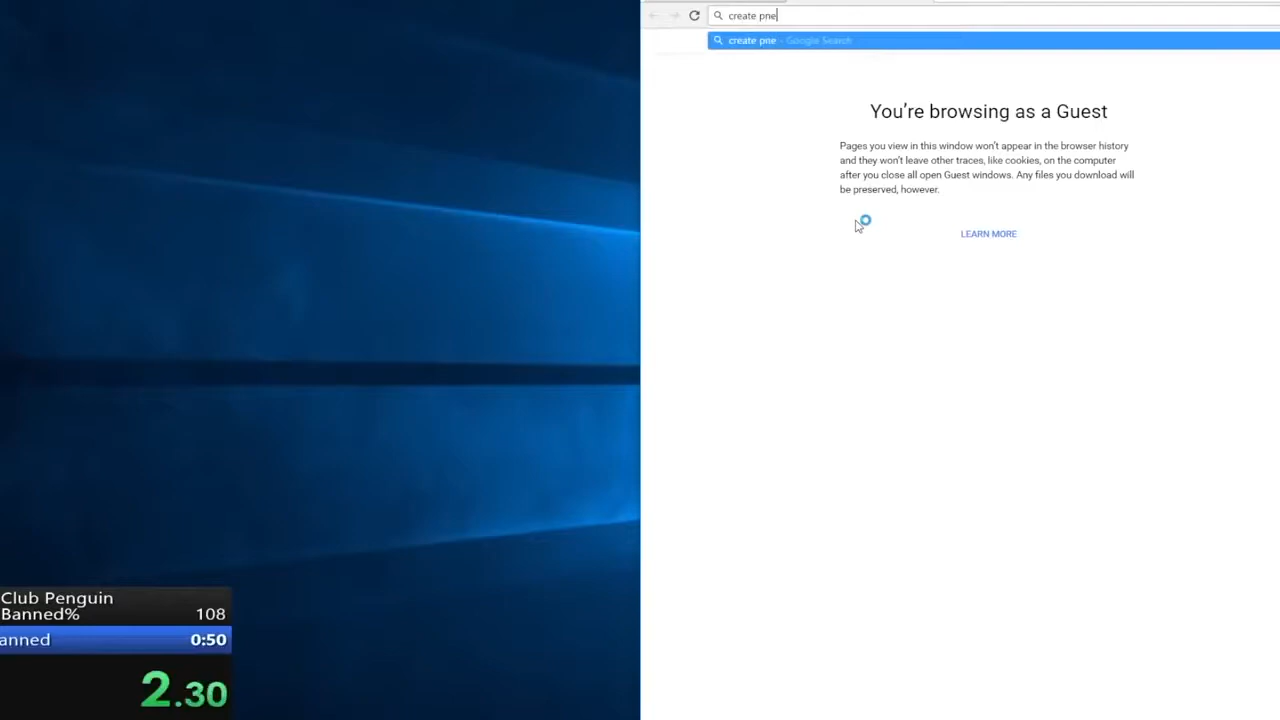 create pne
create pne - Google Search
You're browsing as a Guest
Pages you view in this window won't appear in the browser history
and they won't leave other traces, like cookies, on the computer
after you close all open Guest windows. Any files you download will
be preserved, however.
LEARN MORE
Club Penguin
Banned% 108
anned 0:50
2.30